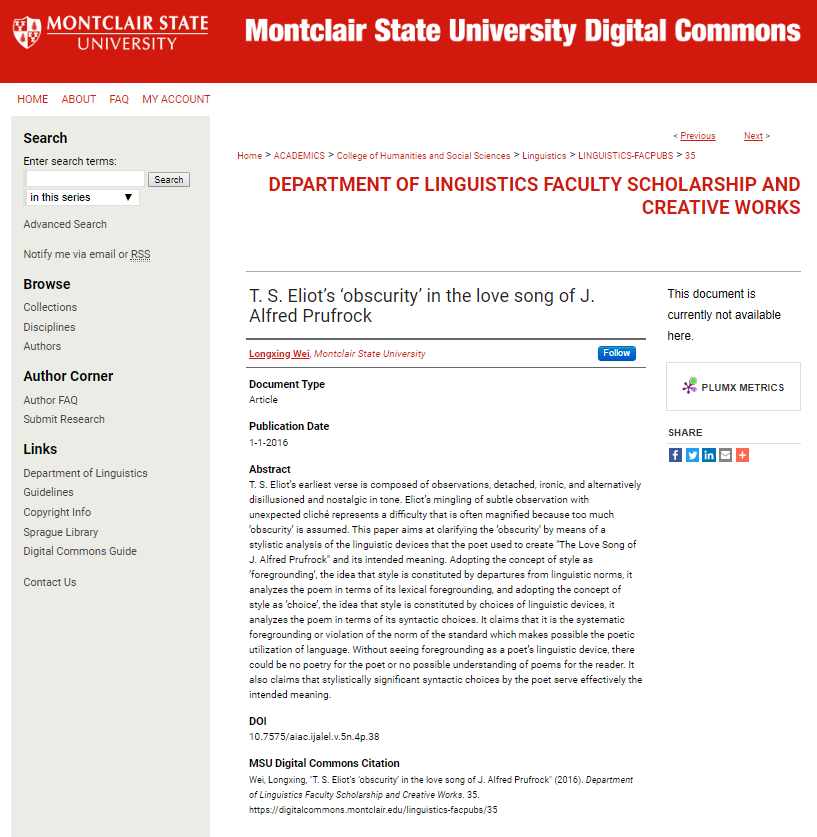 MONTCLAIR STATE
UNIVERSITY
Montclair State University Digital Commons
HOME ABOUT FAQ MY ACCOUNT
Search
Enter search terms:
Search
in this series ▼
Advanced Search
Notify me via email or RSS
Browse
Collections
Disciplines
Authors
Author Corner
Author FAQ
Submit Research
Links
Department of Linguistics
Guidelines
Copyright Info
Sprague Library
Digital Commons Guide
Contact Us
< Previous Next >
Home > ACADEMICS > College of Humanities and Social Sciences > Linguistics > LINGUISTICS-FACPUBS > 35
DEPARTMENT OF LINGUISTICS FACULTY SCHOLARSHIP AND
CREATIVE WORKS
T. S. Eliot’s ‘obscurity’ in the love song of J.
Alfred Prufrock
Longxing Wei, Montclair State University
Follow
Document Type
Article
Publication Date
1-1-2016
Abstract
T. S. Eliot’s earliest verse is composed of observations, detached, ironic, and alternatively
disillusioned and nostalgic in tone. Eliot’s mingling of subtle observation with
unexpected cliché represents a difficulty that is often magnified because too much
‘obscurity’ is assumed. This paper aims at clarifying the ‘obscurity’ by means of a
stylistic analysis of the linguistic devices that the poet used to create "The Love Song of
J. Alfred Prufrock" and its intended meaning. Adopting the concept of style as
‘foregrounding’, the idea that style is constituted by departures from linguistic norms, it
analyzes the poem in terms of its lexical foregrounding, and adopting the concept of
style as ‘choice’, the idea that style is constituted by choices of linguistic devices, it
analyzes the poem in terms of its syntactic choices. It claims that it is the systematic
foregrounding or violation of the norm of the standard which makes possible the poetic
utilization of language. Without seeing foregrounding as a poet’s linguistic device, there
could be no poetry for the poet or no possible understanding of poems for the reader. It
also claims that stylistically significant syntactic choices by the poet serve effectively the
intended meaning.
DOI
10.7575/aiac.ijalel.v.5n.4p.38
MSU Digital Commons Citation
Wei, Longxing, "T. S. Eliot’s ‘obscurity’ in the love song of J. Alfred Prufrock" (2016). Department
of Linguistics Faculty Scholarship and Creative Works. 35.
https://digitalcommons.montclair.edu/linguistics-facpubs/35
This document is
currently not available
here.
PLUMX METRICS
SHARE